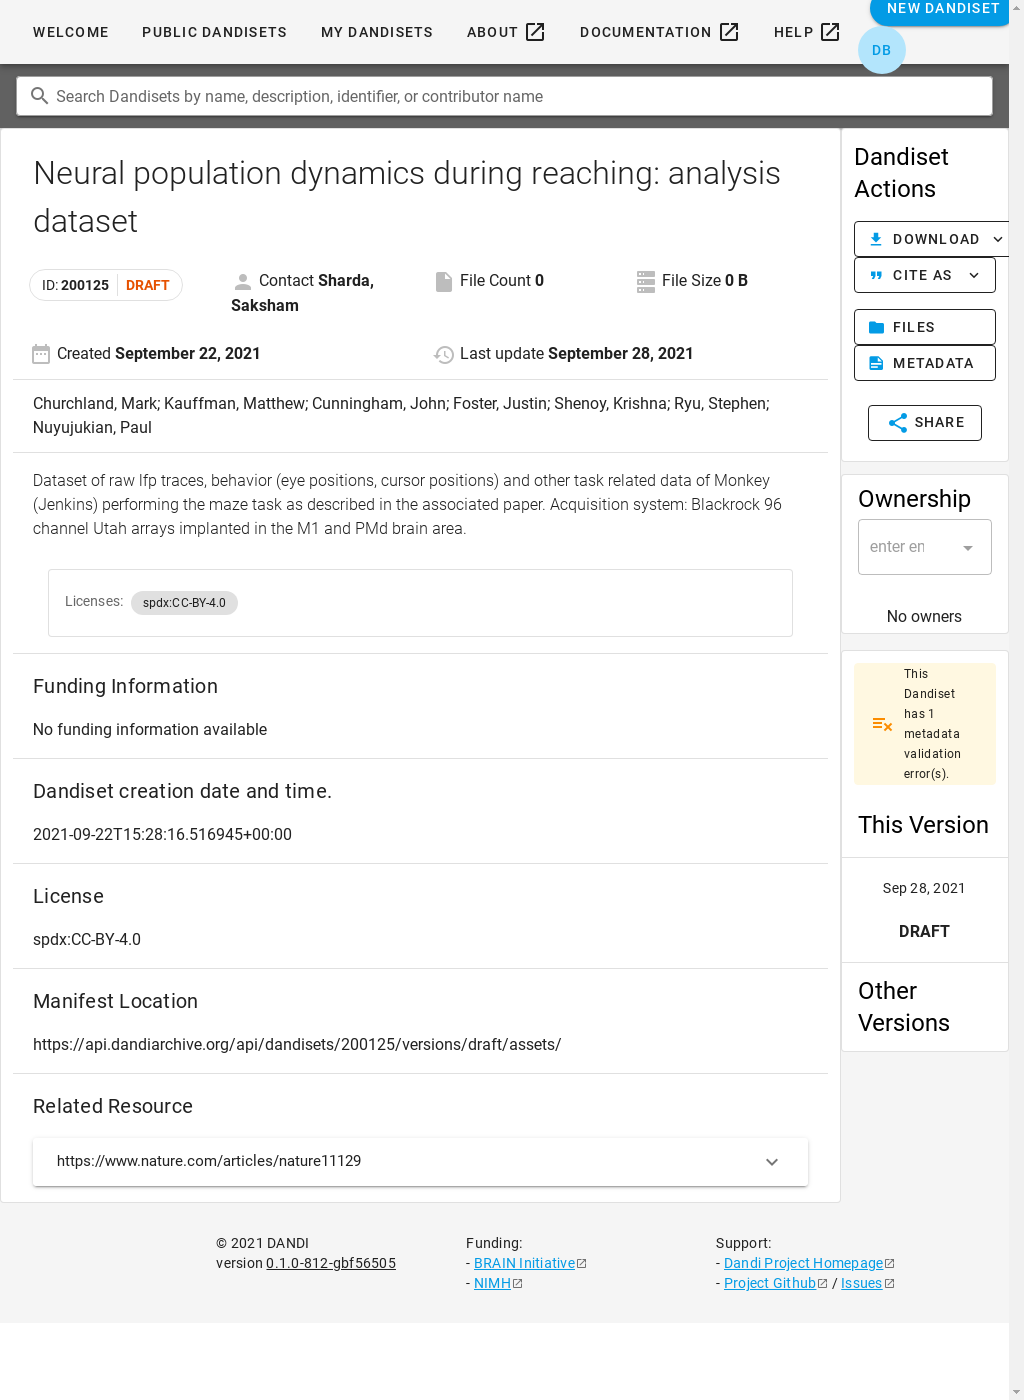 NEW DANDISET
WELCOME PUBLIC DANDISETS MY DANDISETS ABOUT DOCUMENTATION HELP
DB
Search Dandisets by name, description, identifier, or contributor name
Neural population dynamics during reaching: analysis
dataset
ID: 200125 DRAFT
Contact Sharda,
Saksham
File Count 0
File Size 0 B
Created September 22, 2021
Last update September 28, 2021
Churchland, Mark; Kauffman, Matthew; Cunningham, John; Foster, Justin; Shenoy, Krishna; Ryu, Stephen;
Nuyujukian, Paul
Dataset of raw lfp traces, behavior (eye positions, cursor positions) and other task related data of Monkey
(Jenkins) performing the maze task as described in the associated paper. Acquisition system: Blackrock 96
channel Utah arrays implanted in the M1 and PMd brain area.
Licenses: spdx:CC-BY-4.0
Funding Information
No funding information available
Dandiset creation date and time.
2021-09-22T15:28:16.516945+00:00
License
spdx:CC-BY-4.0
Manifest Location
https://api.dandiarchive.org/api/dandisets/200125/versions/draft/assets/
Related Resource
https://www.nature.com/articles/nature11129
Dandiset
Actions
DOWNLOAD
CITE AS
FILES
METADATA
SHARE
Ownership
enter en
No owners
This
Dandiset
has 1
metadata
validation
error(s).
This Version
Sep 28, 2021
DRAFT
Other
Versions
© 2021 DANDI
version 0.1.0-812-gbf56505
Funding:
- BRAIN Initiative
- NIMH
Support:
- Dandi Project Homepage
- Project Github / Issues